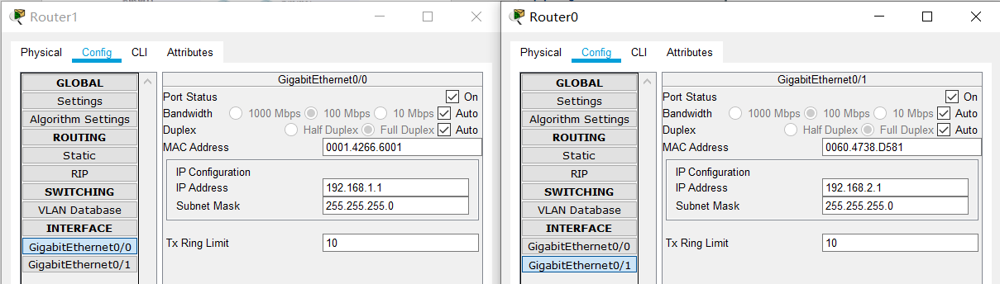 Router1
Physical Config CLI Attributes
GLOBAL
Settings
Algorithm Settings
ROUTING
Static
RIP
SWITCHING
VLAN Database
INTERFACE
GigabitEthernet0/0
GigabitEthernet0/1
GigabitEthernet0/0
Port Status On
Bandwidth 1000 Mbps 100 Mbps 10 Mbps Auto
Duplex Half Duplex Full Duplex Auto
MAC Address 0001.4266.6001
IP Configuration
IP Address 192.168.1.1
Subnet Mask 255.255.255.0
Tx Ring Limit 10
Router0
Physical Config CLI Attributes
GLOBAL
Settings
Algorithm Settings
ROUTING
Static
RIP
SWITCHING
VLAN Database
INTERFACE
GigabitEthernet0/0
GigabitEthernet0/1
GigabitEthernet0/1
Port Status On
Bandwidth 1000 Mbps 100 Mbps 10 Mbps Auto
Duplex Half Duplex Full Duplex Auto
MAC Address 0060.4738.D581
IP Configuration
IP Address 192.168.2.1
Subnet Mask 255.255.255.0
Tx Ring Limit 10